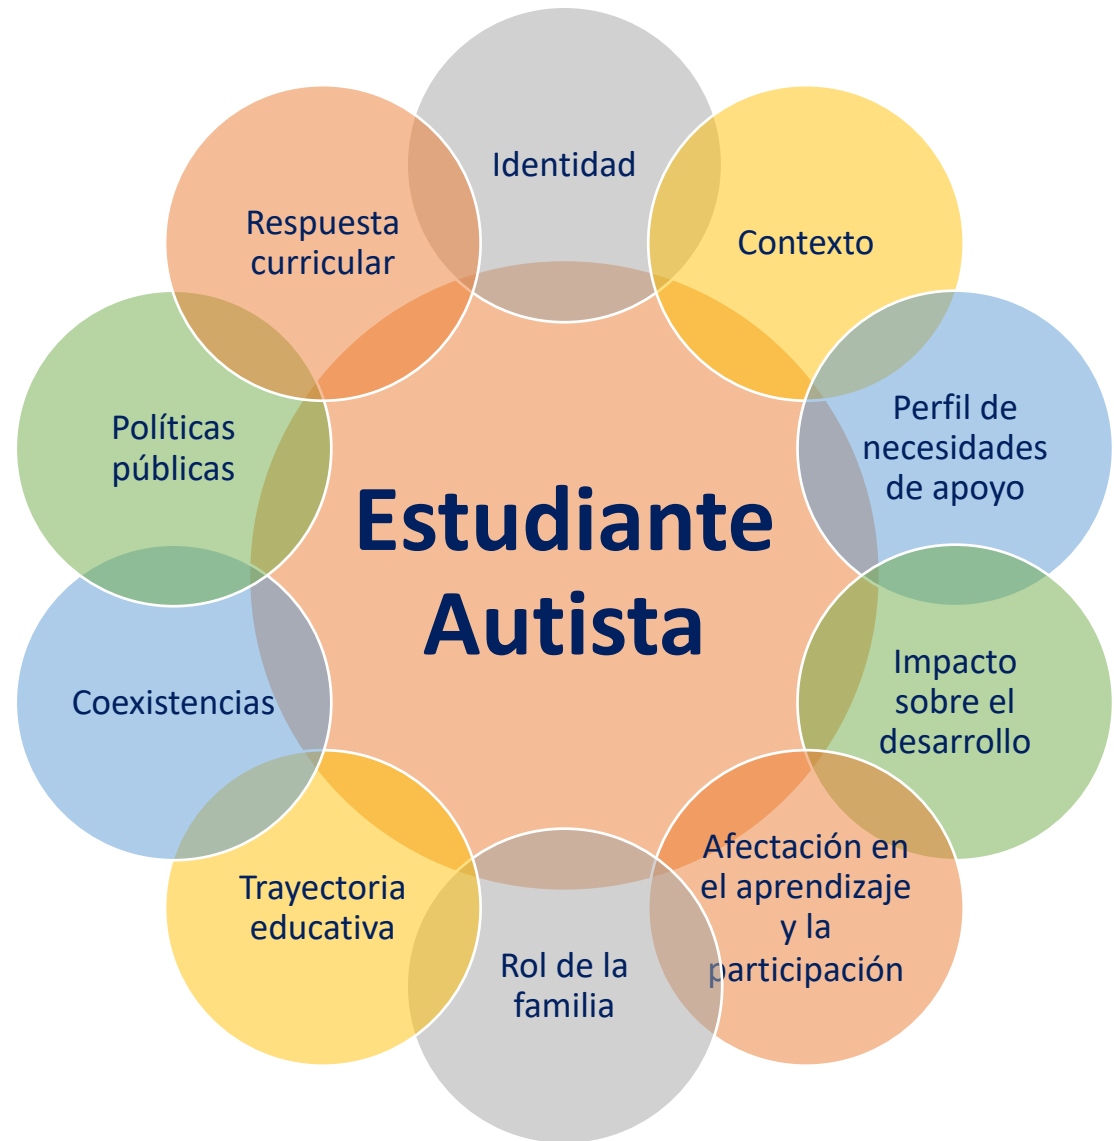 Identidad
Contexto
Perfil de
necesidades
de apoyo
Impacto
sobre el
desarrollo
Afectación en
el aprendizaje
y la
participación
Rol de la
familia
Trayectoria
educativa
Coexistencias
Políticas
públicas
Respuesta
curricular
Estudiante
Autista